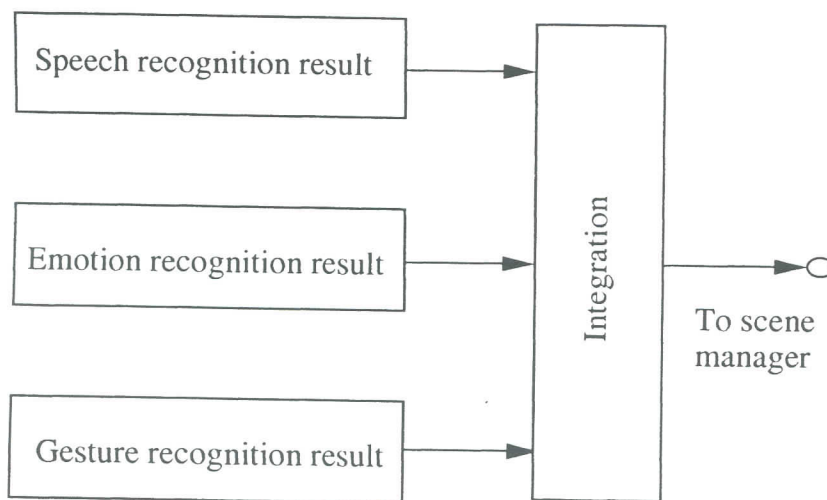 Speech recognition result
Emotion recognition result
Gesture recognition result
Integration
To scene
manager